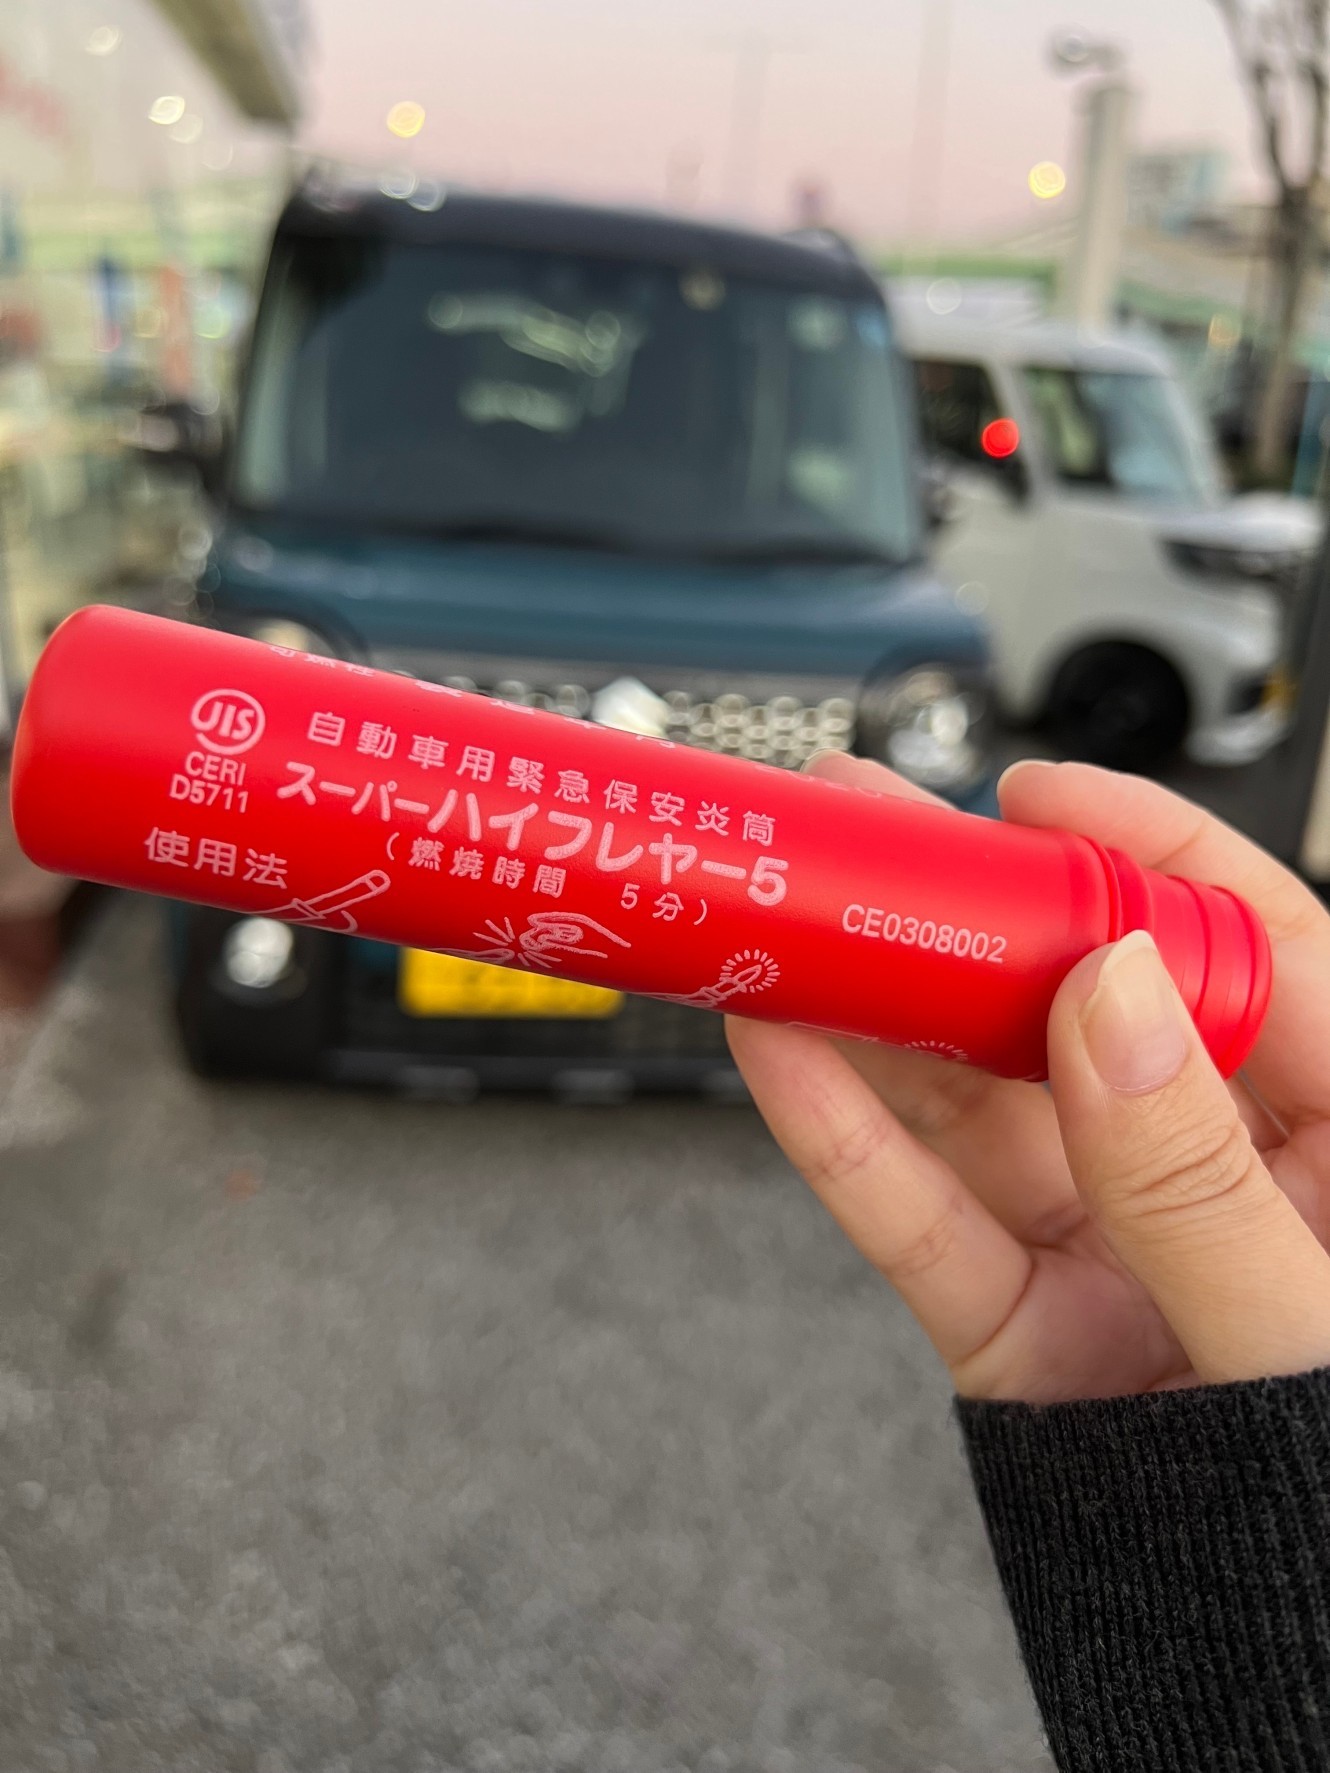 JIS
CERI
D5711
自動車用緊急保安炎筒
スーパーハイフレヤー5
(燃焼時間 5分)
使用法
CE0308002